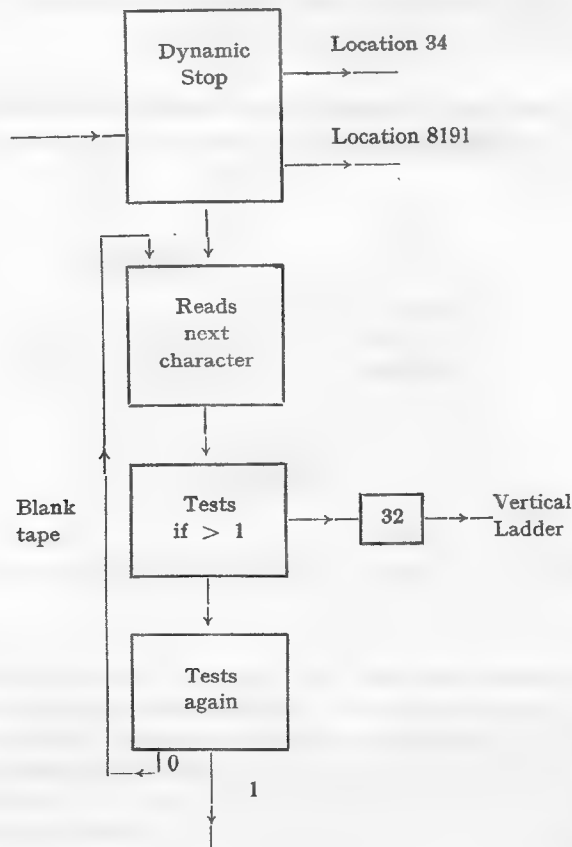 Dynamic
Stop
Location 34
Location 8191
Reads
next
character
Blank
tape
Tests
if > 1
32
Vertical
Ladder
Tests
again
0
1